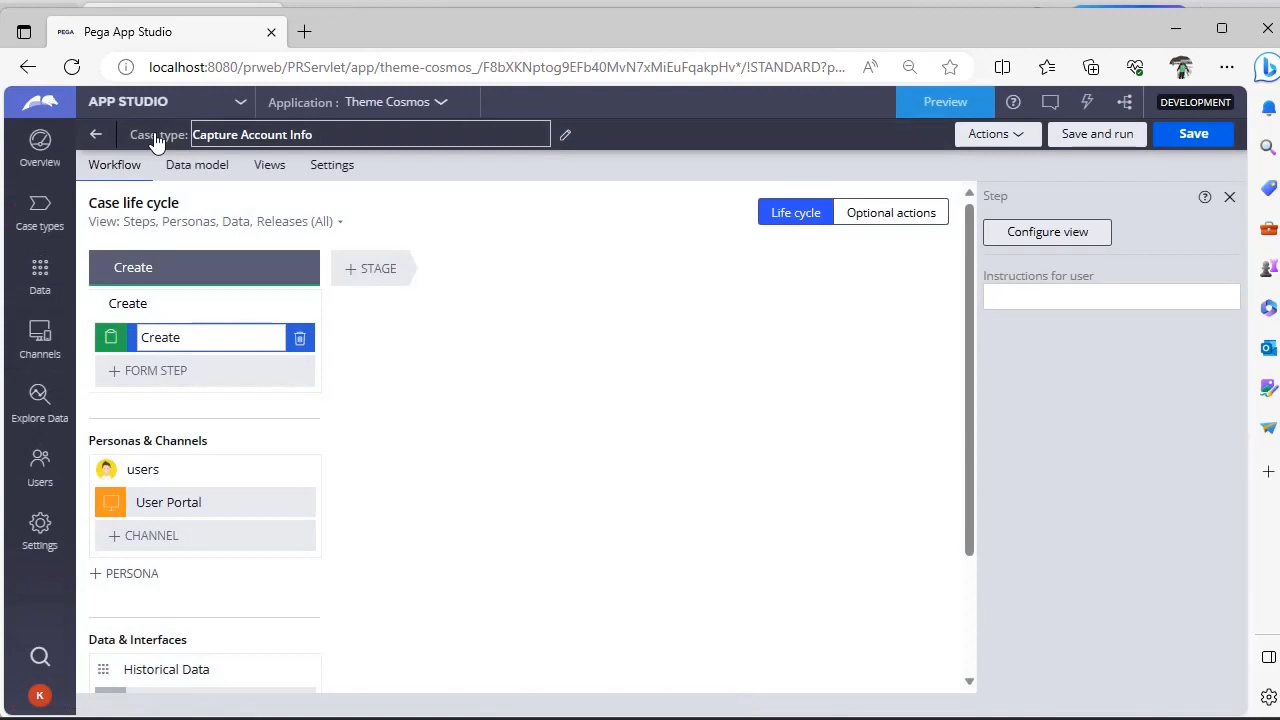 PEGA Pega App Studio
localhost:8080/prweb/PRServlet/app/theme-cosmos_/F8bXKNptog9EFb40MvN7xMiEuFqakpHv*/!STANDARD?p...
APP STUDIO
Application : Theme Cosmos
Preview
DEVELOPMENT
Case type: Capture Account Info
Actions
Save and run
Save
Overview
Case types
Data
Channels
Explore Data
Users
Settings
K
Workflow
Data model
Views
Settings
Case life cycle
View: Steps, Personas, Data, Releases (All)
Life cycle
Optional actions
Create
+ STAGE
Create
Create
+ FORM STEP
Personas & Channels
users
User Portal
+ CHANNEL
+ PERSONA
Data & Interfaces
Historical Data
Step
Configure view
Instructions for user